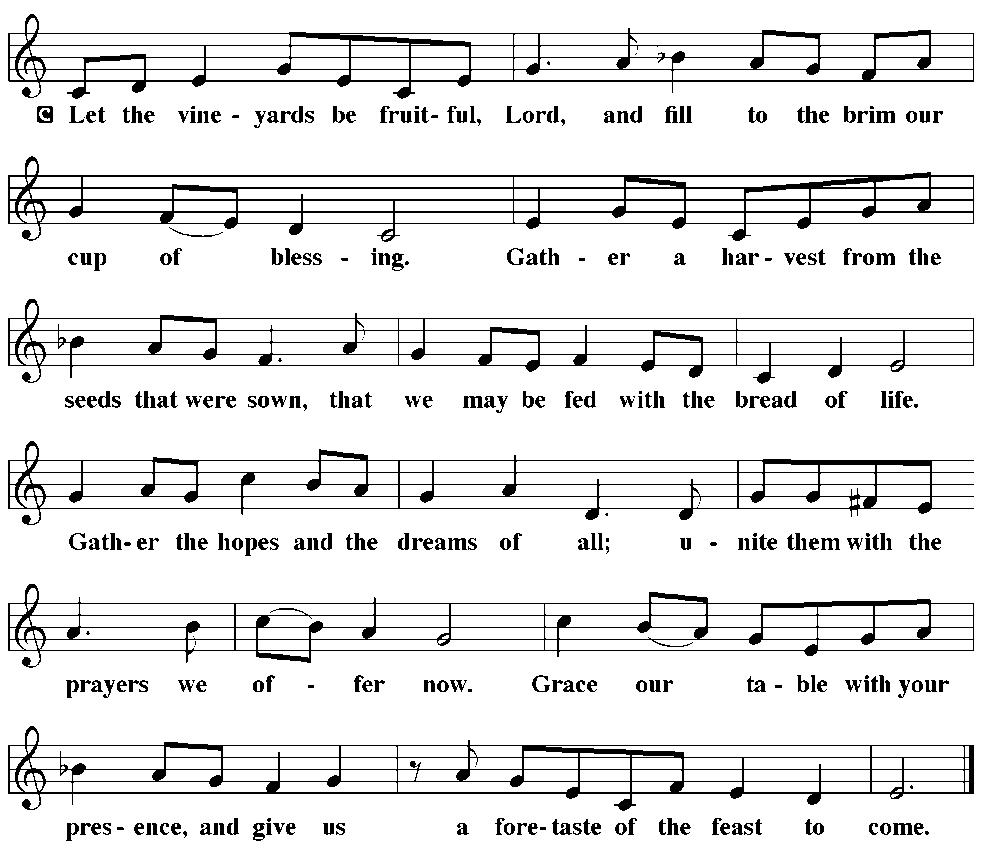 C Let the vine - yards be fruit- ful, Lord, and fill to the brim our
cup of bless - ing. Gath - er a har - vest from the
seeds that were sown, that we may be fed with the bread of life.
Gath- er the hopes and the dreams of all; u - nite them with the
prayers we of - fer now. Grace our ta - ble with your
pres- ence, and give us a fore- taste of the feast to come.